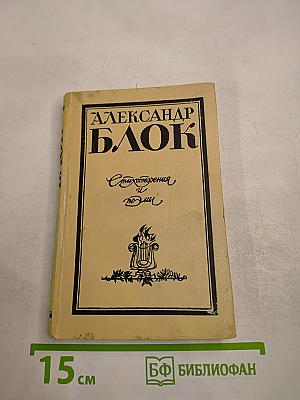 АЛЕКСАНДР
БЛОК
Стихотворения
и
поэмы
15 см
БФ БИБЛИОФАН